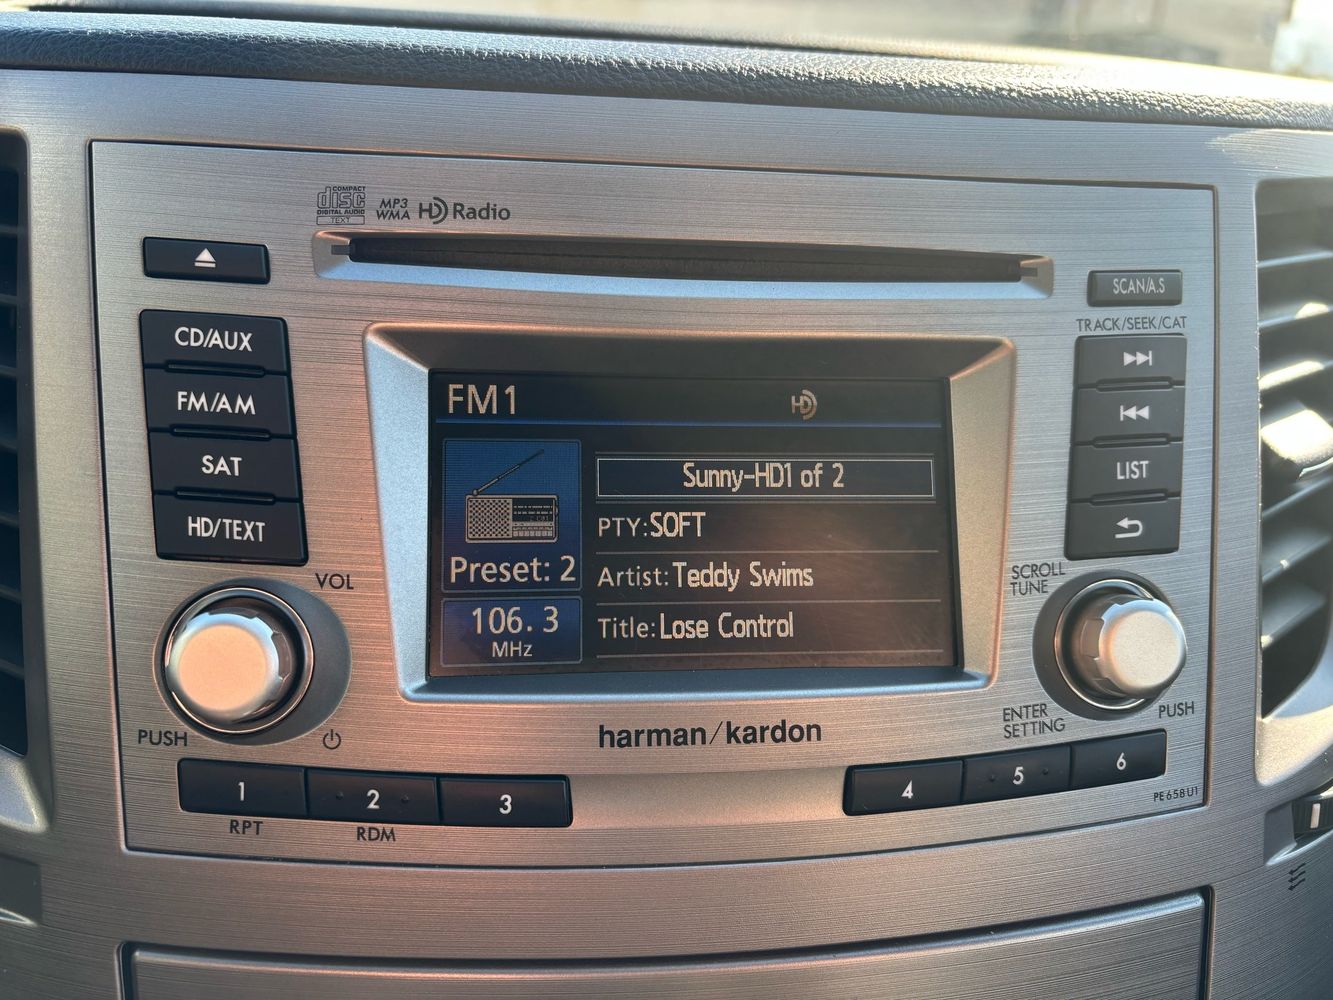 COMPACT
disc
DIGITAL AUDIO
TEXT
MP3
WMA
HD Radio
SCAN/A.S
TRACK/SEEK/CAT
CD/AUX
FM/AM
SAT
HD/TEXT
LIST
FM1
HD
Sunny-HD1 of 2
PTY:SOFT
Artist:Teddy Swims
Title:Lose Control
Preset: 2
106.3
MHz
VOL
PUSH
SCROLL
TUNE
ENTER
SETTING
PUSH
harman/kardon
1
2
3
4
5
6
RPT
RDM
PE658U1